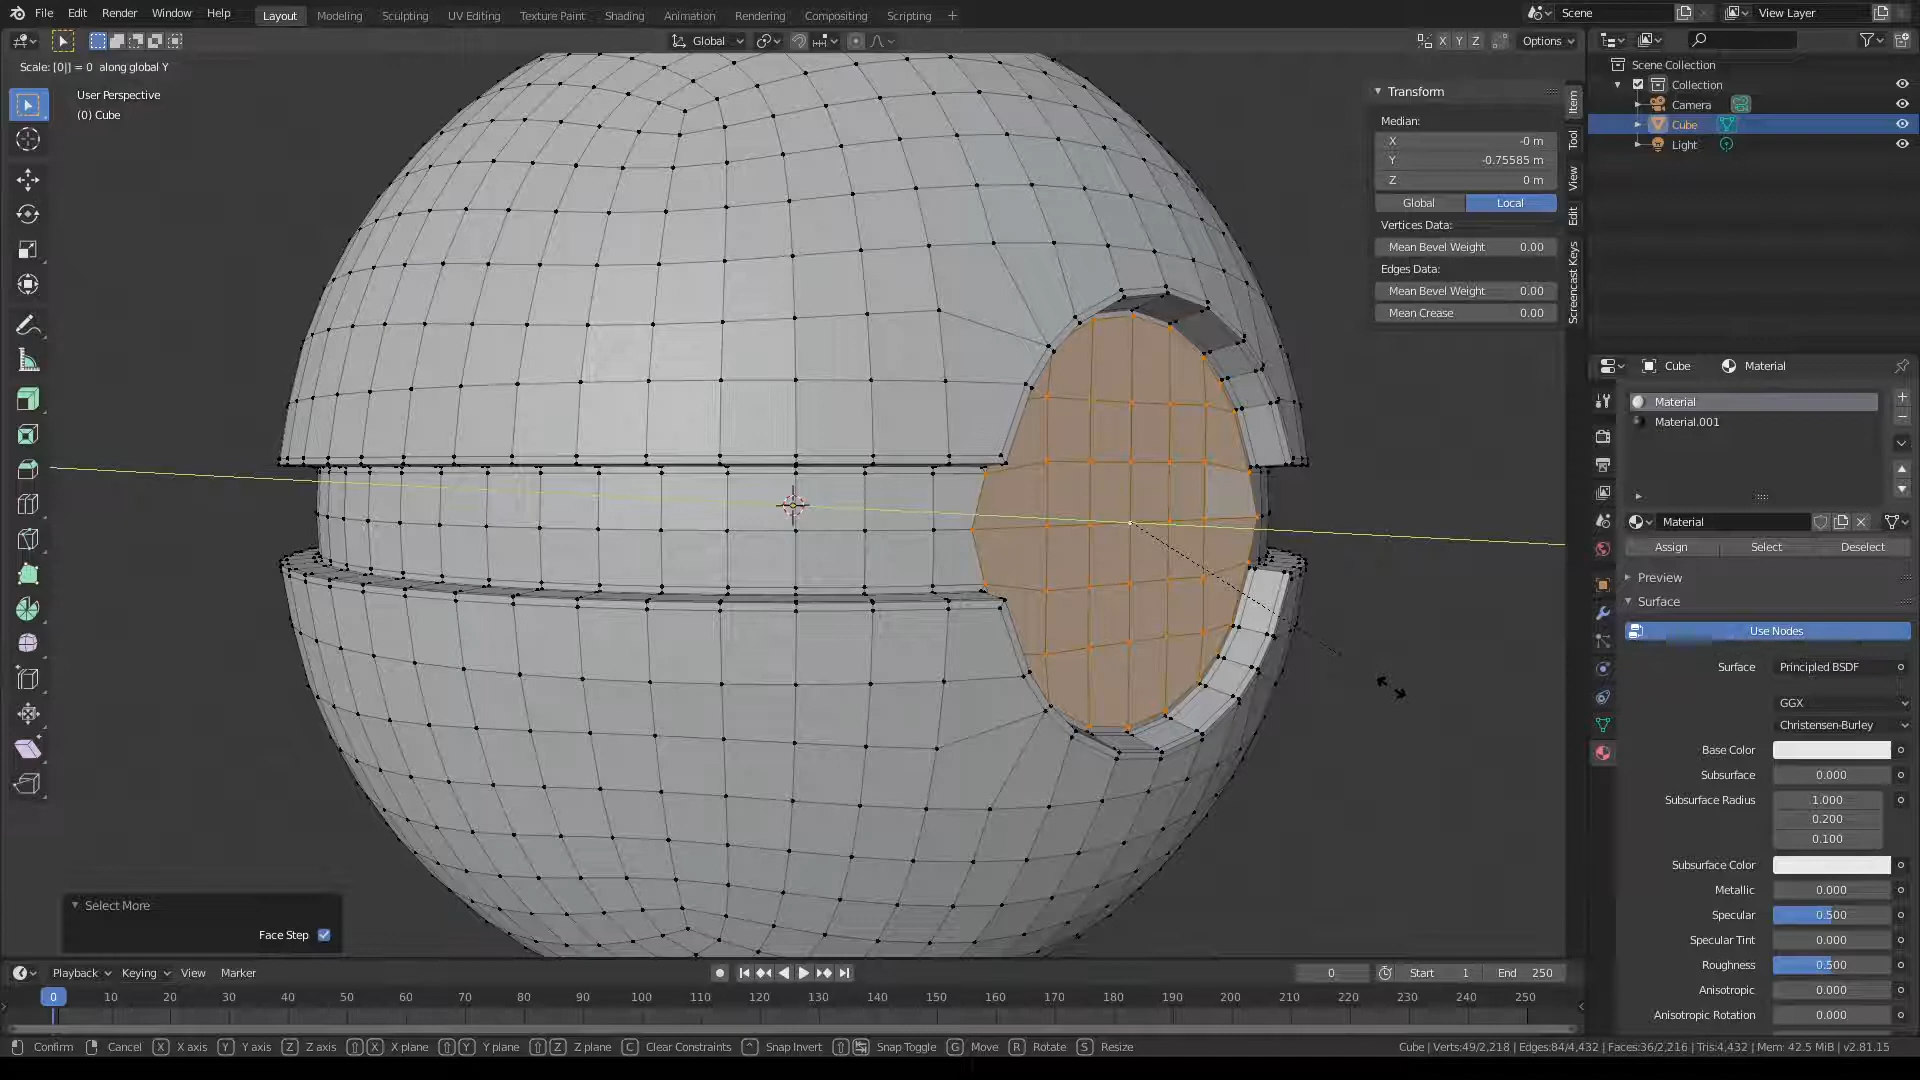 File Edit Render Window Help Layout Modeling Sculpting UV Editing Texture Paint Shading Animation Rendering Compositing Scripting + Scene View Layer
Global X Y Z Options
Scale: [0|] = 0 along global Y
User Perspective
(0) Cube
Transform
Median:
X -0 m
Y -0.75585 m
Z 0 m
Global Local
Vertices Data:
Mean Bevel Weight 0.00
Edges Data:
Mean Bevel Weight 0.00
Mean Crease 0.00
Item
Tool
View
Edit
Screencast Keys
Scene Collection
Collection
Camera
Cube
Light
Cube Material
Material
Material.001
Material
Assign Select Deselect
Preview
Surface
Use Nodes
Surface Principled BSDF
GGX
Christensen-Burley
Base Color
Subsurface 0.000
Subsurface Radius 1.000
0.200
0.100
Subsurface Color
Metallic 0.000
Specular 0.500
Specular Tint 0.000
Roughness 0.500
Anisotropic 0.000
Anisotropic Rotation 0.000
Select More
Face Step
Playback Keying View Marker 0 Start 1 End 250
0 10 20 30 40 50 60 70 80 90 100 110 120 130 140 150 160 170 180 190 200 210 220 230 240 250
Confirm Cancel X X axis Y Y axis Z Z axis X X plane Y Y plane Z Z plane C Clear Constraints Snap Invert Snap Toggle G Move R Rotate S Resize Cube | Verts:49/2,218 | Edges:84/4,432 | Faces:36/2,216 | Tris:4,432 | Mem: 42.5 MiB | v2.81.15